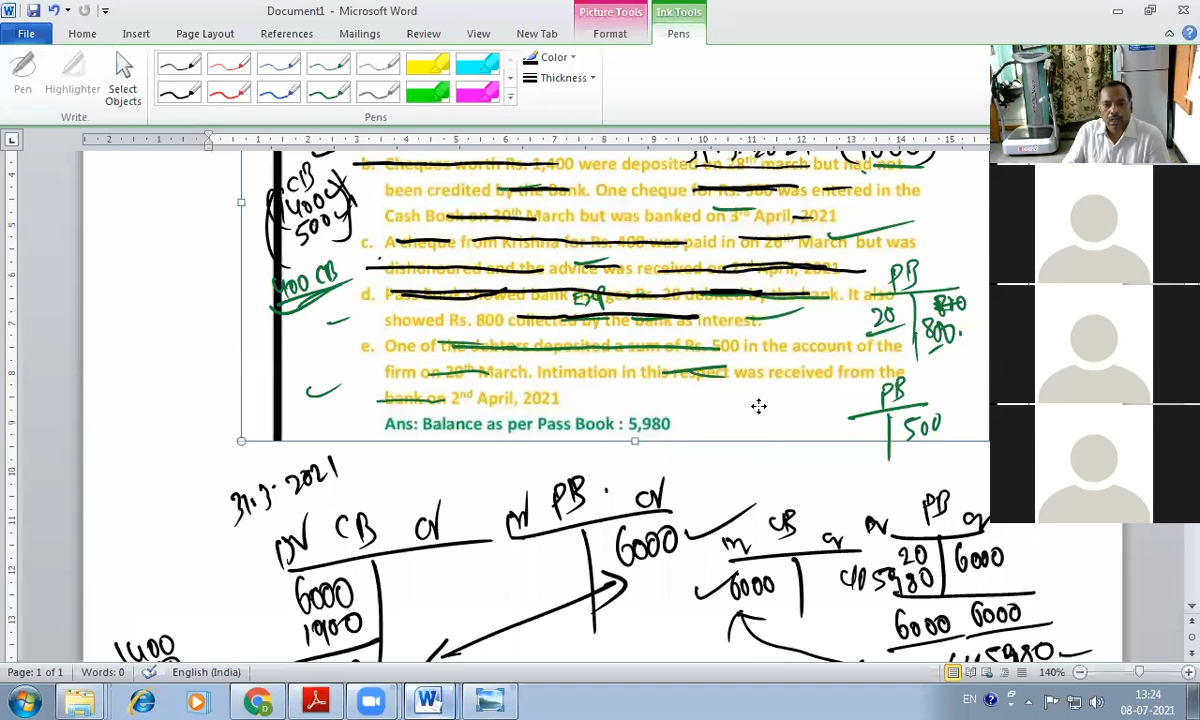 Document1 - Microsoft Word
Picture Tools
Ink Tools
File
Home
Insert
Page Layout
References
Mailings
Review
View
New Tab
Format
Pens
Pen
Highlighter
Select
Objects
Color
Thickness
Write
Pens
31.3.2021
(1000)
b. Cheques worth Rs. 1,400 were deposited on 28th march but had not
been credited by the Bank. One cheque for Rs. 500 was entered in the
Cash Book on 30th March but was banked on 3rd April, 2021
c. A cheque from Krishna for Rs. 400 was paid in on 26th March but was
dishonoured and the advice was received on April, 2021
d. Pass Book showed bank charges Rs. 20 debited by the bank. It also
showed Rs. 800 collected by the bank as interest.
e. One of the debtors deposited a sum of Rs. 500 in the account of the
firm on 20th March. Intimation in this respect was received from the
bank on 2nd April, 2021
Ans: Balance as per Pass Book : 5,980
CB
400
500
400 CB
PB
20
800.
PB
500
31.3.2021
Dr CB Cr
PB Cr
6000
6000
1900
1400
CB Cr
6000
PB Cr
20
6000
5980
6000 6000
5980
Page: 1 of 1
Words: 0
English (India)
140%
EN
13:24
08-07-2021